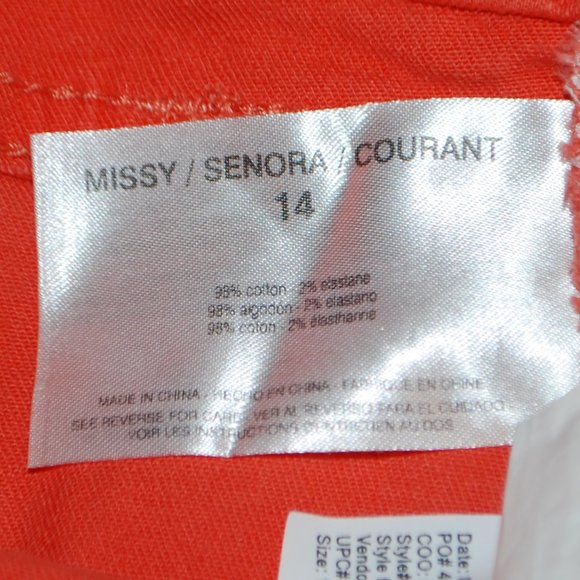 MISSY / SENORA / COURANT
14
98% cotton - 2% elastane
98% algodón - 2% elastano
98% coton - 2% élasthanne
MADE IN CHINA - HECHO EN CHINA - FABRIQUE EN CHINE
SEE REVERSE FOR CARE - VER AL REVERSO PARA EL CUIDADO -
VOIR LES INSTRUCTIONS D'ENTRETIEN AU DOS
Date:
PO# 4
COO:
Style#
Style
Vendo
UPC#
Size: